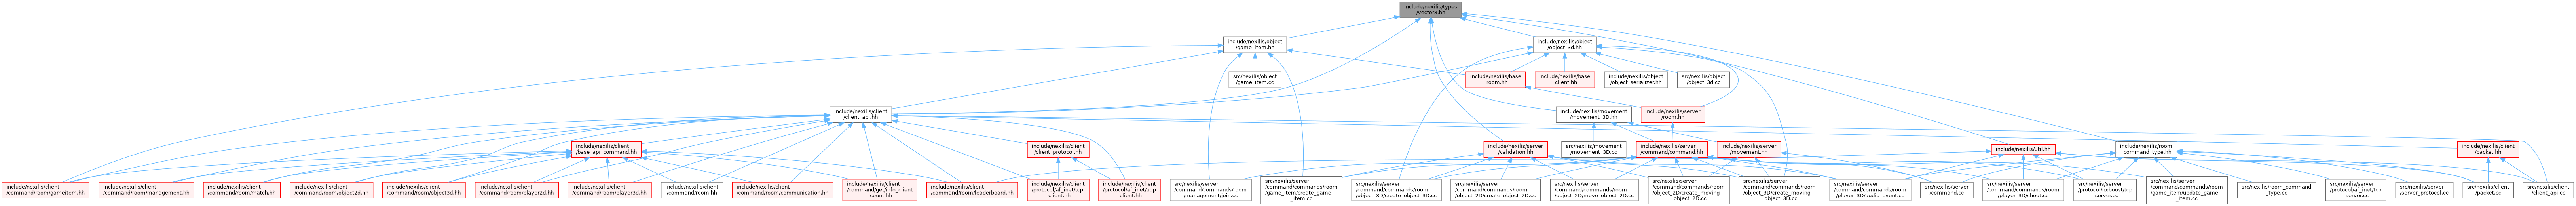 include/nexilis/types
/vector3.hh
include/nexilis/object
/game_item.hh
include/nexilis/object
/object_3d.hh
src/nexilis/object
/game_item.cc
include/nexilis/base
_room.hh
include/nexilis/base
_client.hh
include/nexilis/object
/object_serializer.hh
src/nexilis/object
/object_3d.cc
include/nexilis/client
/client_api.hh
include/nexilis/movement
/movement_3D.hh
include/nexilis/server
/room.hh
include/nexilis/client
/base_api_command.hh
include/nexilis/client
/client_protocol.hh
include/nexilis/server
/validation.hh
src/nexilis/movement
/movement_3D.cc
include/nexilis/server
/command/command.hh
include/nexilis/server
/movement.hh
include/nexilis/util.hh
include/nexilis/room
_command_type.hh
include/nexilis/client
/packet.hh
include/nexilis/client
/command/room/gameitem.hh
include/nexilis/client
/command/room/management.hh
include/nexilis/client
/command/room/match.hh
include/nexilis/client
/command/room/object2d.hh
include/nexilis/client
/command/room/object3d.hh
include/nexilis/client
/command/room/player2d.hh
include/nexilis/client
/command/room/player3d.hh
include/nexilis/client
/command/room.hh
include/nexilis/client
/command/room/communication.hh
include/nexilis/client
/command/get/info_client
_count.hh
include/nexilis/client
/command/room/leaderboard.hh
include/nexilis/client
/protocol/af_inet/tcp
_client.hh
include/nexilis/client
/protocol/af_inet/udp
_client.hh
src/nexilis/server
/command/commands/room
/management/join.cc
src/nexilis/server
/command/commands/room
/game_item/create_game
_item.cc
src/nexilis/server
/command/commands/room
/object_3D/create_object_3D.cc
src/nexilis/server
/command/commands/room
/object_2D/create_object_2D.cc
src/nexilis/server
/command/commands/room
/object_2D/move_object_2D.cc
src/nexilis/server
/command/commands/room
/object_2D/create_moving
_object_2D.cc
src/nexilis/server
/command/commands/room
/object_3D/create_moving
_object_3D.cc
src/nexilis/server
/command/commands/room
/player_3D/audio_event.cc
src/nexilis/server
/command.cc
src/nexilis/server
/command/commands/room
/player_3D/shoot.cc
src/nexilis/server
/protocol/nxboost/tcp
_server.cc
src/nexilis/server
/command/commands/room
/game_item/update_game
_item.cc
src/nexilis/room_command
_type.cc
src/nexilis/server
/protocol/af_inet/tcp
_server.cc
src/nexilis/server
/server_protocol.cc
src/nexilis/client
/packet.cc
src/nexilis/client
/client_api.cc